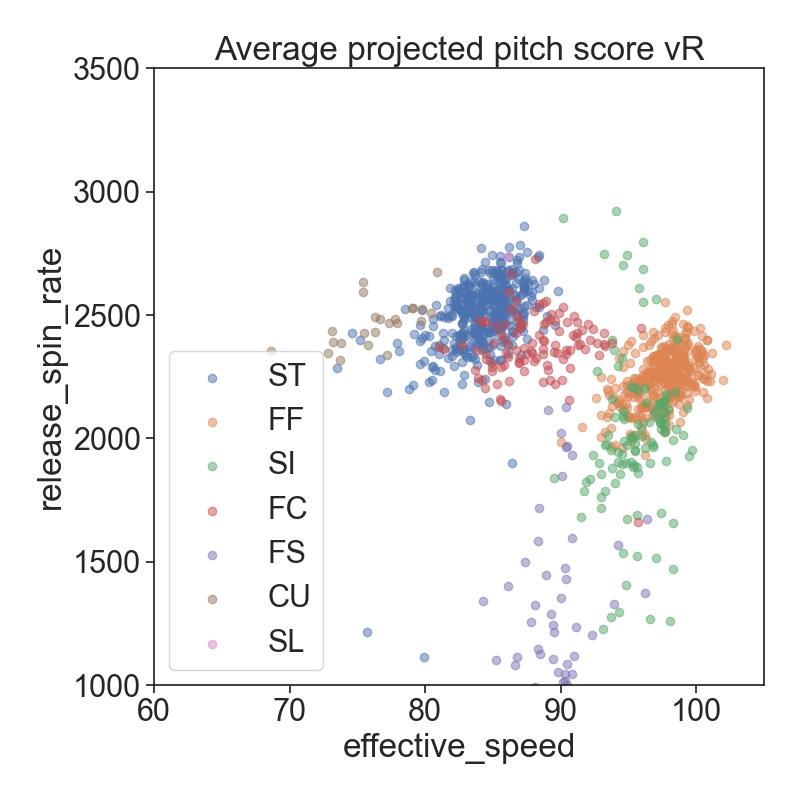 Average projected pitch score vR
release_spin_rate
3500
3000
2500
2000
1500
1000
ST
FF
SI
FC
FS
CU
SL
60
70
80
90
100
effective_speed